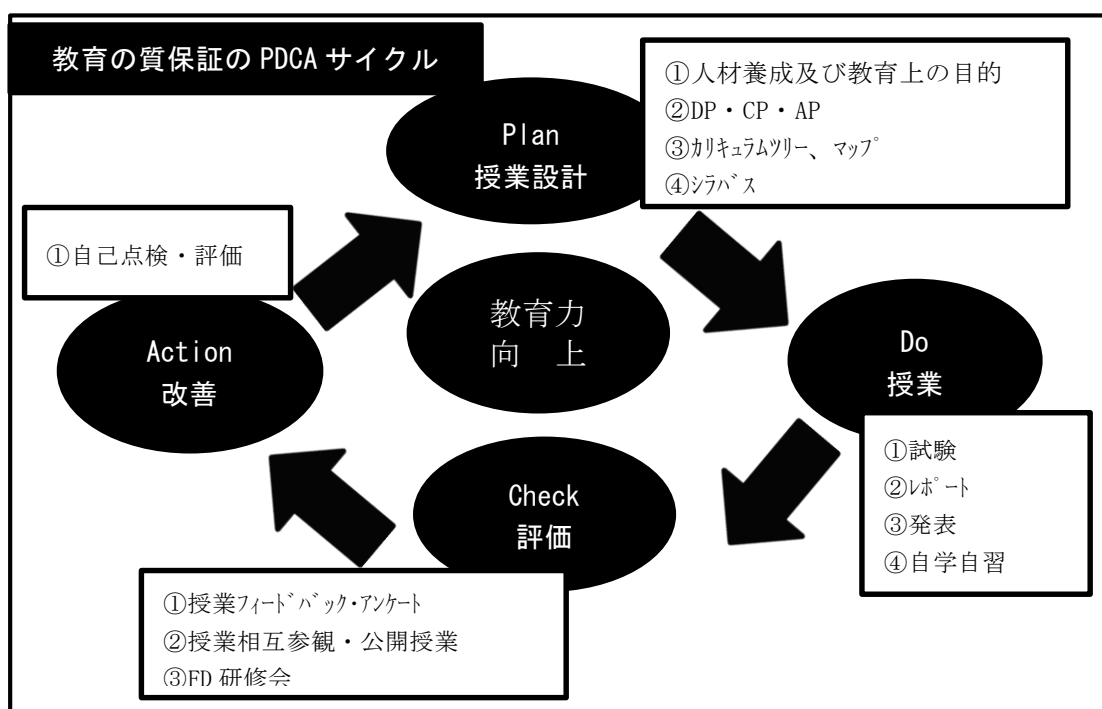 教育の質保証の PDCA サイクル
Plan
授業設計
①人材養成及び教育上の目的
②DP・CP・AP
③ｶﾘｷｭﾗﾑﾂﾘｰ、ﾏｯﾌﾟ
④ｼﾗﾊﾞｽ
Do
授業
①試験
②ﾚﾎﾟｰﾄ
③発表
④自学自習
Check
評価
①授業ﾌｨｰﾄﾞﾊﾞｯｸ・ｱﾝｹｰﾄ
②授業相互参観・公開授業
③FD 研修会
Action
改善
①自己点検・評価
教育力
向　上